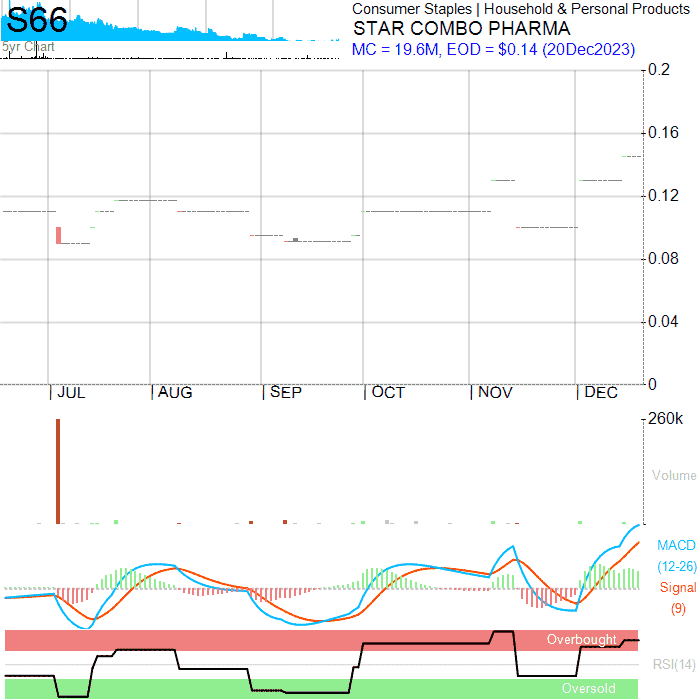 S66
5yr Chart
Consumer Staples | Household & Personal Products
STAR COMBO PHARMA
MC = 19.6M, EOD = $0.14 (20Dec2023)
0.2
0.16
0.12
0.08
0.04
0
| JUL | AUG | SEP | OCT | NOV | DEC
260k
Volume
MACD
(12-26)
Signal
(9)
Overbought
RSI(14)
Oversold